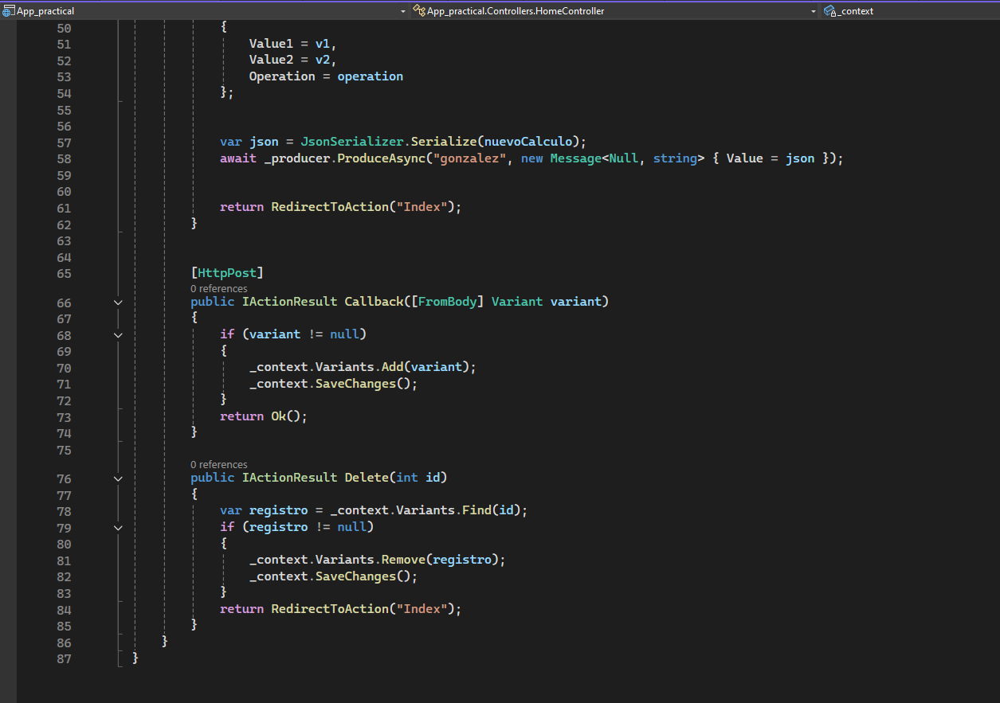 App_practical App_practical.Controllers.HomeController _context
50 {
51 Value1 = v1,
52 Value2 = v2,
53 Operation = operation
54 };
55
56
57 var json = JsonSerializer.Serialize(nuevoCalculo);
58 await _producer.ProduceAsync("gonzalez", new Message<Null, string> { Value = json });
59
60
61 return RedirectToAction("Index");
62 }
63
64
65 [HttpPost]
0 references
66 public IActionResult Callback([FromBody] Variant variant)
67 {
68 if (variant != null)
69 {
70 _context.Variants.Add(variant);
71 _context.SaveChanges();
72 }
73 return Ok();
74 }
75
0 references
76 public IActionResult Delete(int id)
77 {
78 var registro = _context.Variants.Find(id);
79 if (registro != null)
80 {
81 _context.Variants.Remove(registro);
82 _context.SaveChanges();
83 }
84 return RedirectToAction("Index");
85 }
86 }
87 }